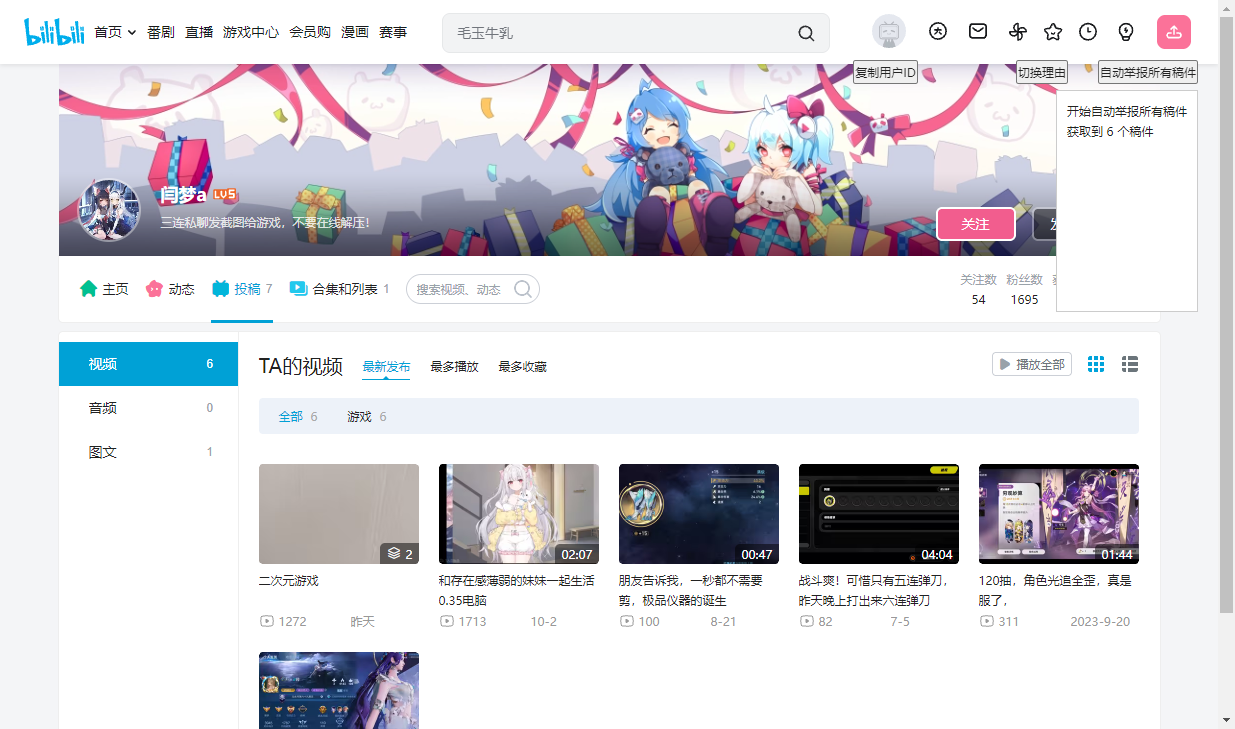 bilibili 首页 番剧 直播 游戏中心 会员购 漫画 赛事 毛玉牛乳
复制用户ID 切换理由 自动举报所有稿件
开始自动举报所有稿件
获取到 6 个稿件
闫梦a LV5
三连私聊发截图给游戏，不要在线解压！
关注
主页 动态 投稿 7 合集和列表 1 搜索视频、动态
关注数 粉丝数
54 1695
视频 6
音频 0
图文 1
TA的视频 最新发布 最多播放 最多收藏 播放全部
全部 6 游戏 6
2 02:07 00:47 04:04 01:44
二次元游戏
1272 昨天
和存在感薄弱的妹妹一起生活
0.35电脑
1713 10-2
朋友告诉我，一秒都不需要
剪，极品仪器的诞生
100 8-21
战斗爽！可惜只有五连弹刀，
昨天晚上打出来六连弹刀
82 7-5
120抽，角色光追全歪，真是
服了，
311 2023-9-20